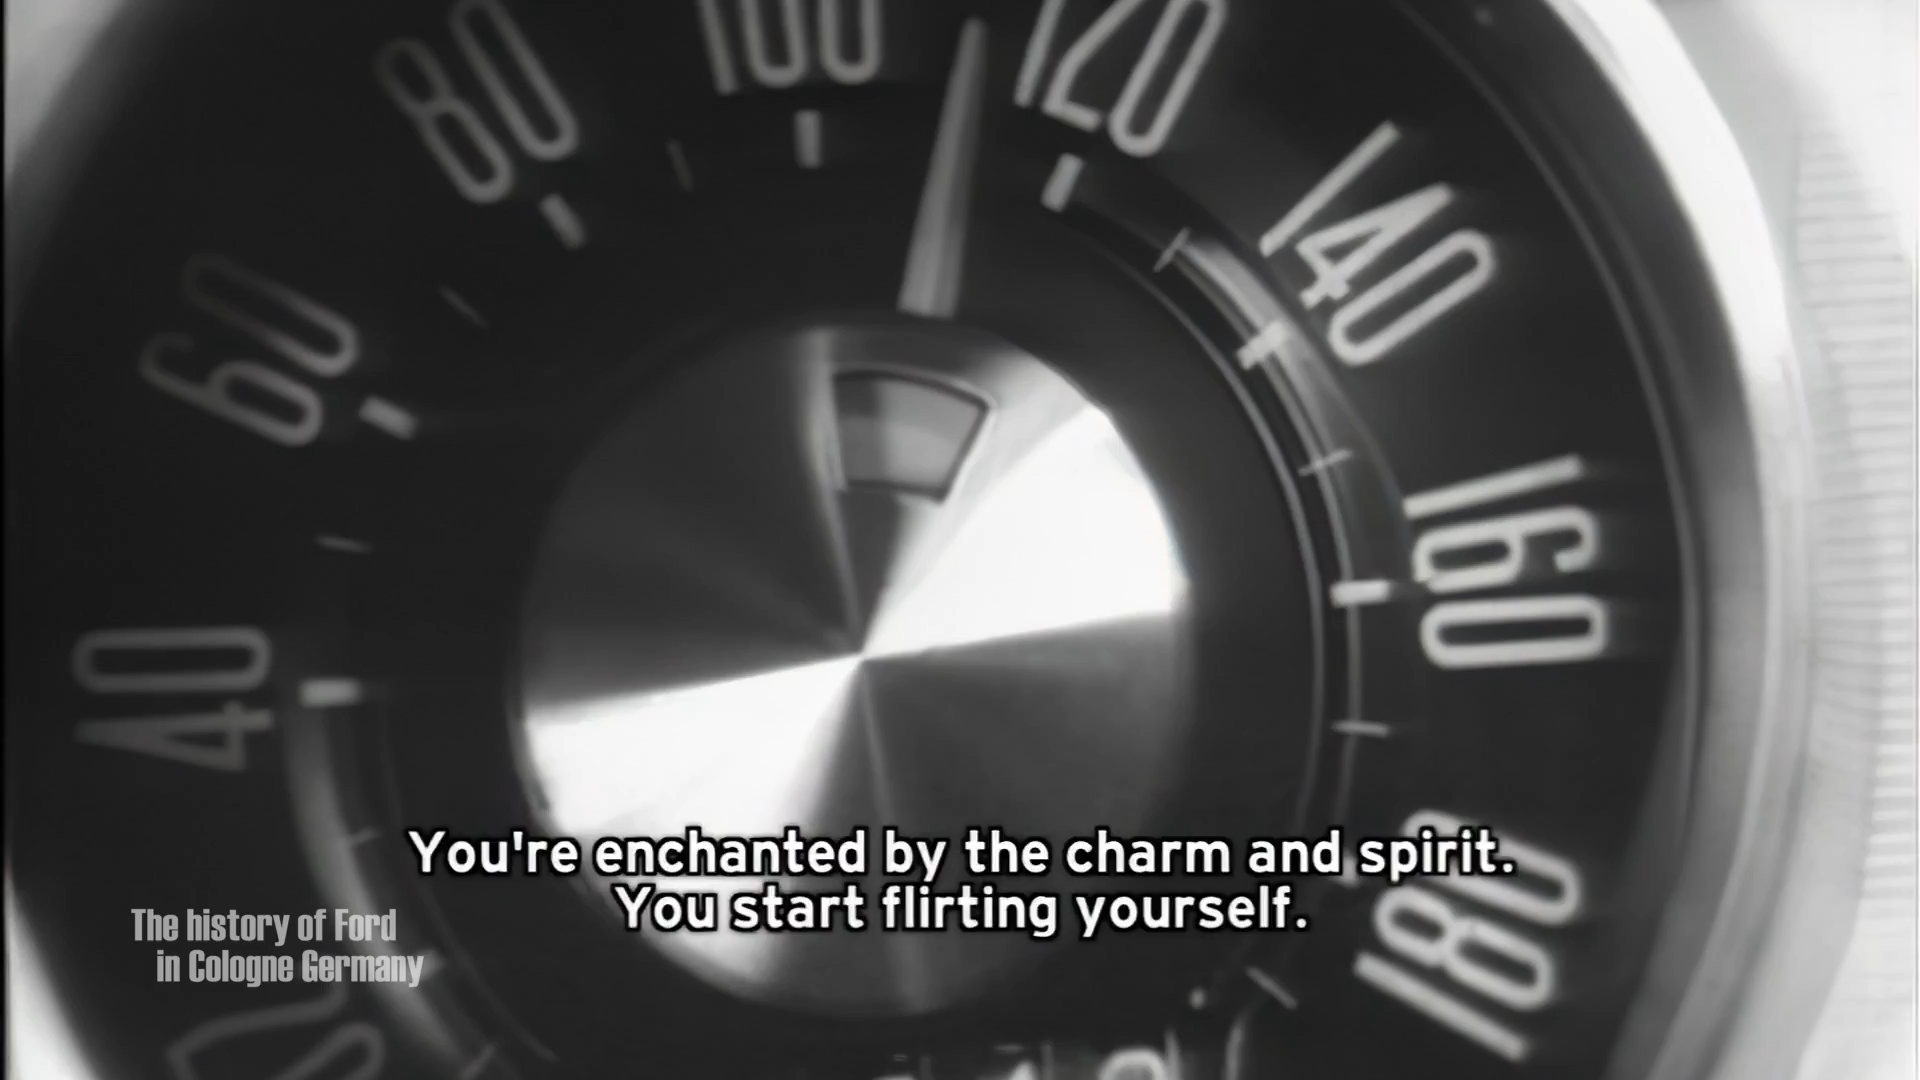 100
120
80
140
60
160
40
180
You're enchanted by the charm and spirit.
You start flirting yourself.
The history of Ford
in Cologne Germany